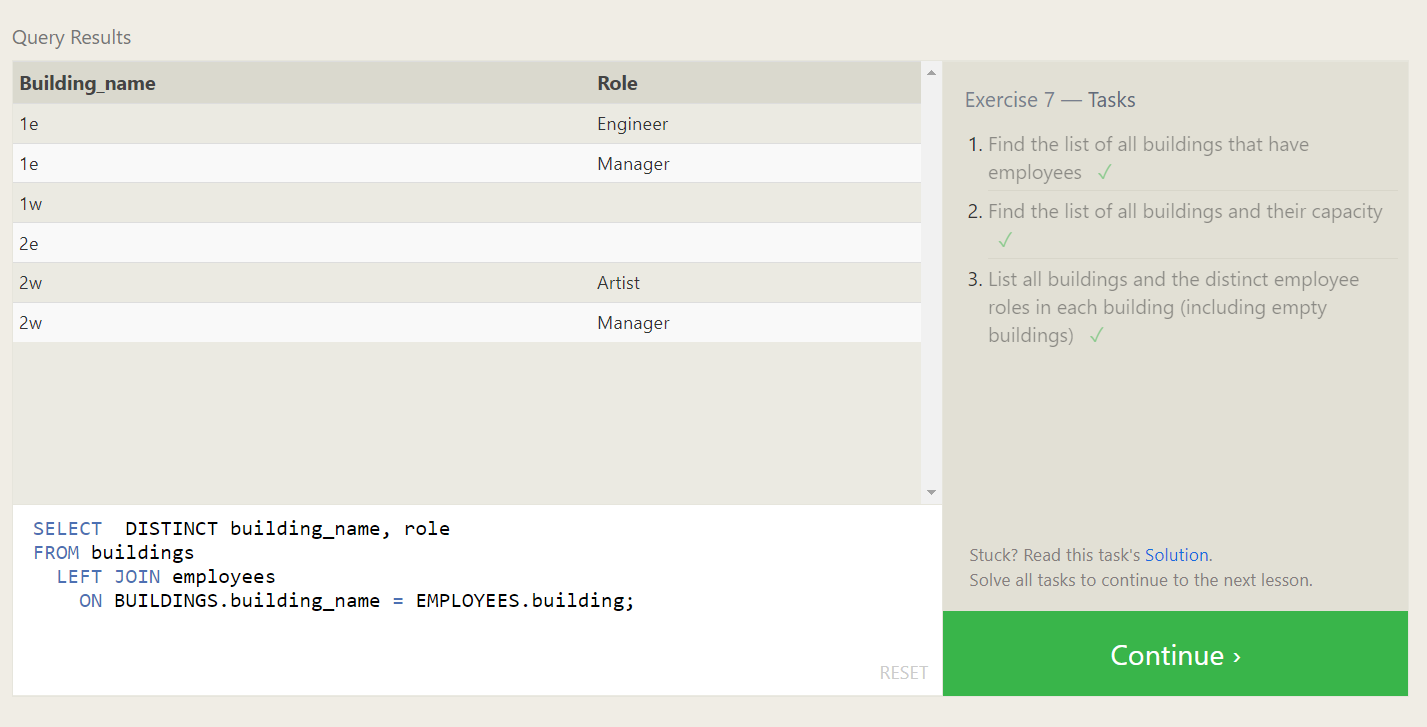 Query Results
Building_name Role
1e Engineer
1e Manager
1w
2e
2w Artist
2w Manager
SELECT  DISTINCT building_name, role
FROM buildings
  LEFT JOIN employees
    ON BUILDINGS.building_name = EMPLOYEES.building;
RESET
Exercise 7 — Tasks
1. Find the list of all buildings that have
employees ✓
2. Find the list of all buildings and their capacity
✓
3. List all buildings and the distinct employee
roles in each building (including empty
buildings) ✓
Stuck? Read this task's Solution.
Solve all tasks to continue to the next lesson.
Continue ›